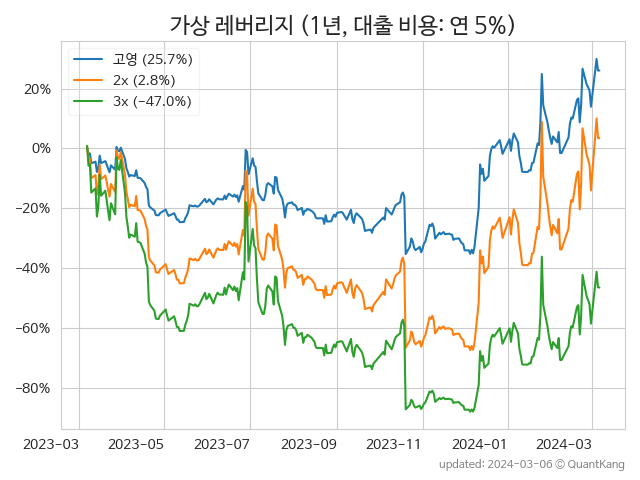 가상 레버리지 (1년, 대출 비용: 연 5%)
고영 (25.7%)
2x (2.8%)
3x (−47.0%)
20%
0%
−20%
−40%
−60%
−80%
2023-03
2023-05
2023-07
2023-09
2023-11
2024-01
2024-03
updated: 2024-03-06 © QuantKang